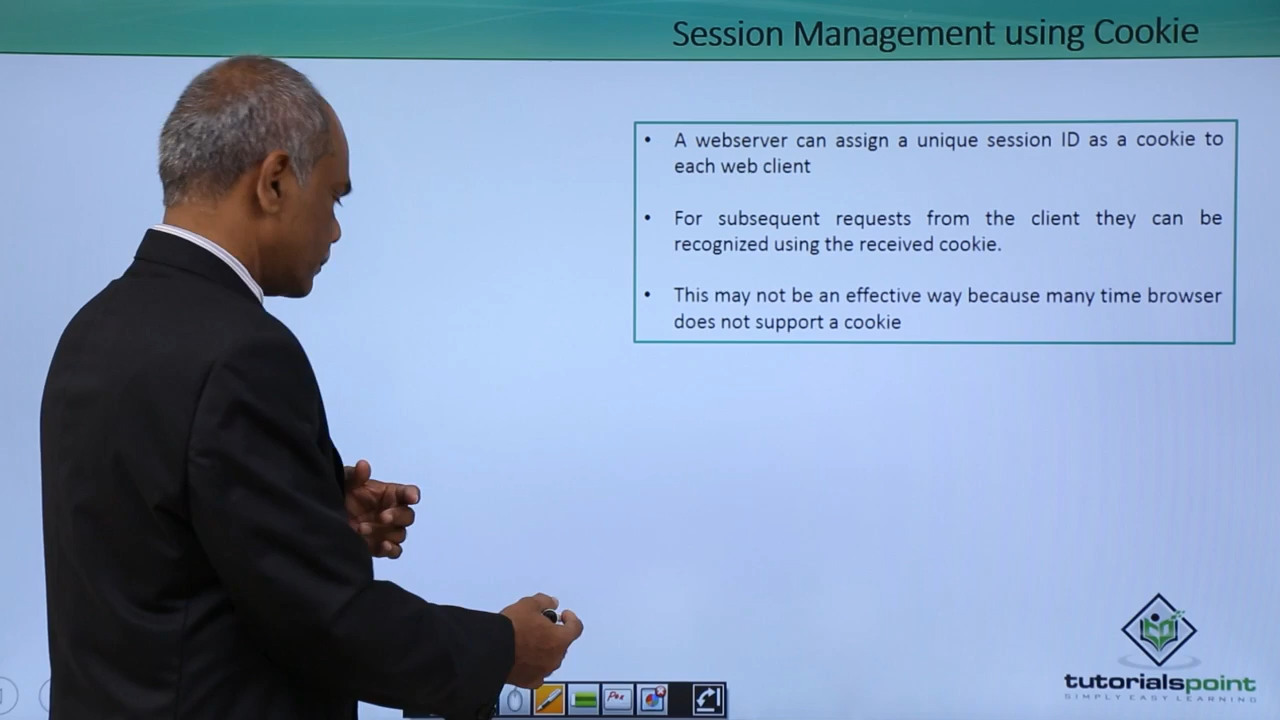 Session Management using Cookie
• A webserver can assign a unique session ID as a cookie to
each web client
• For subsequent requests from the client they can be
recognized using the received cookie.
• This may not be an effective way because many time browser
does not support a cookie
Pen
tutorialspoint
SIMPLY EASY LEARNING